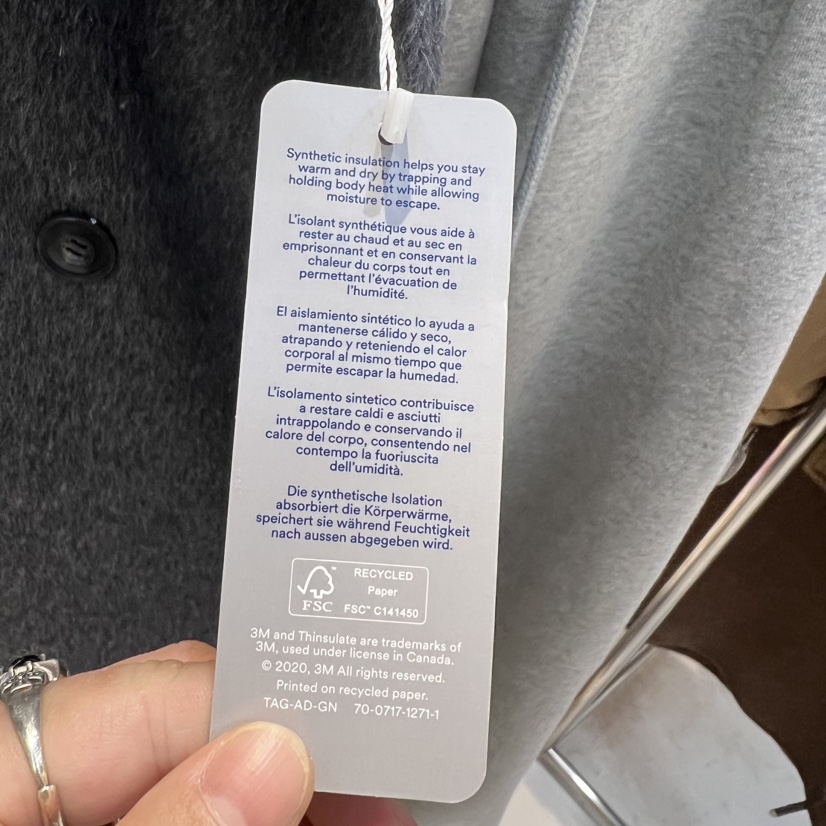 Synthetic insulation helps you stay
warm and dry by trapping and
holding body heat while allowing
moisture to escape.
L'isolant synthétique vous aide à
rester au chaud et au sec en
emprisonnant et en conservant la
chaleur du corps tout en
permettant l'évacuation de
l'humidité.
El aislamiento sintético lo ayuda a
mantenerse cálido y seco,
atrapando y reteniendo el calor
corporal al mismo tiempo que
permite escapar la humedad.
L'isolamento sintetico contribuisce
a restare caldi e asciutti
intrappolando e conservando il
calore del corpo, consentendo nel
contempo la fuoriuscita
dell'umidità.
Die synthetische Isolation
absorbiert die Körperwärme,
speichert sie während Feuchtigkeit
nach aussen abgegeben wird.
RECYCLED
Paper
FSC™ C141450
FSC
3M and Thinsulate are trademarks of
3M, used under license in Canada.
© 2020, 3M All rights reserved.
Printed on recycled paper.
TAG-AD-GN 70-0717-1271-1